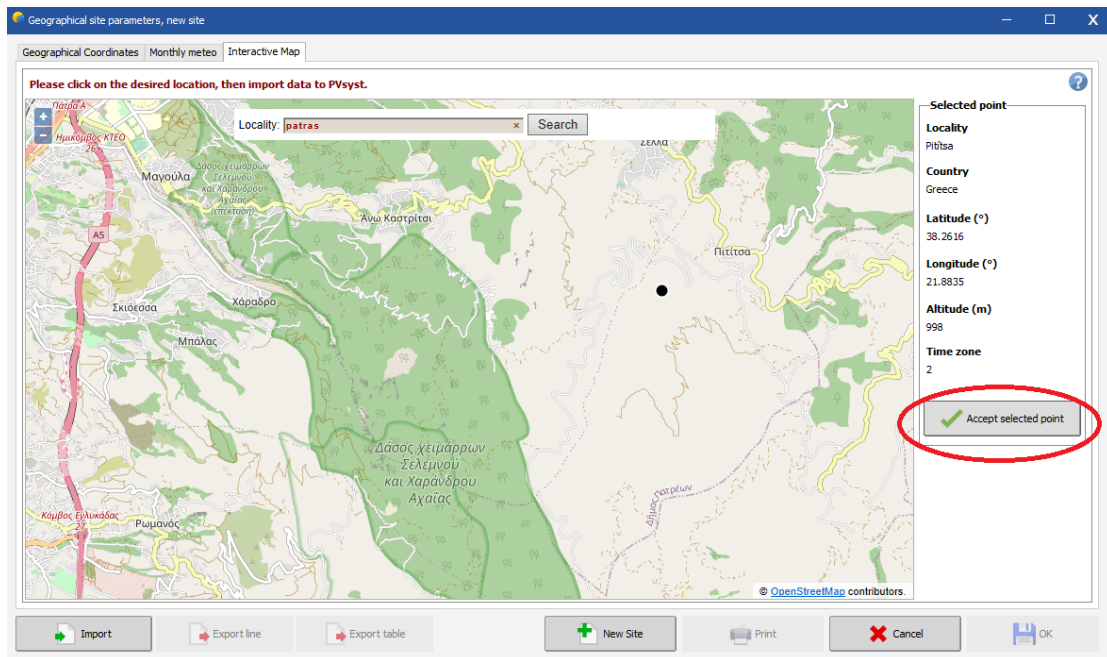 Geographical site parameters, new site
Geographical Coordinates Monthly meteo Interactive Map
Please click on the desired location, then import data to PVsyst.
Locality: patras × Search
Selected point
Locality
Pitítsa
Country
Greece
Latitude (°)
38.2616
Longitude (°)
21.8835
Altitude (m)
998
Time zone
2
Accept selected point
+
−
Πάτρα Α
Ημικόμβος ΚΤΕΟ
26
Μαγούλα
Δάσος χειμάρρων
Σελεμνού
και Χαράνδρου
Αχαΐας
(επέκταση)
Άνω Καστρίτσι
Σελλά
Πιτίτσα
A5
Σκιόεσσα
Χάραδρο
Μπάλας
Δάσος χειμάρρων
Σελεμνού
και Χαράνδρου
Αχαΐας
Δήμος Πατρέων
Κόμβος Εγλυκάδας
27
Ρωμανός
© OpenStreetMap contributors.
Import Export line Export table New Site Print Cancel OK